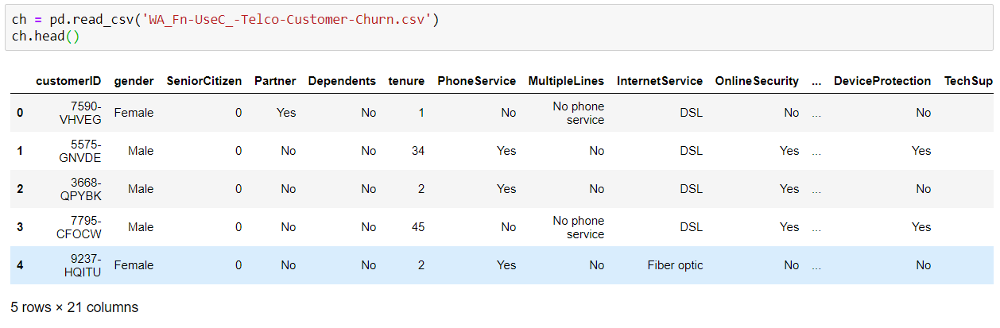 ch = pd.read_csv('WA_Fn-UseC_-Telco-Customer-Churn.csv')
ch.head()
customerID gender SeniorCitizen Partner Dependents tenure PhoneService MultipleLines InternetService OnlineSecurity ... DeviceProtection TechSup
0 7590-VHVEG Female 0 Yes No 1 No No phone service DSL No ... No
1 5575-GNVDE Male 0 No No 34 Yes No DSL Yes ... Yes
2 3668-QPYBK Male 0 No No 2 Yes No DSL Yes ... No
3 7795-CFOCW Male 0 No No 45 No No phone service DSL Yes ... Yes
4 9237-HQITU Female 0 No No 2 Yes No Fiber optic No ... No
5 rows × 21 columns